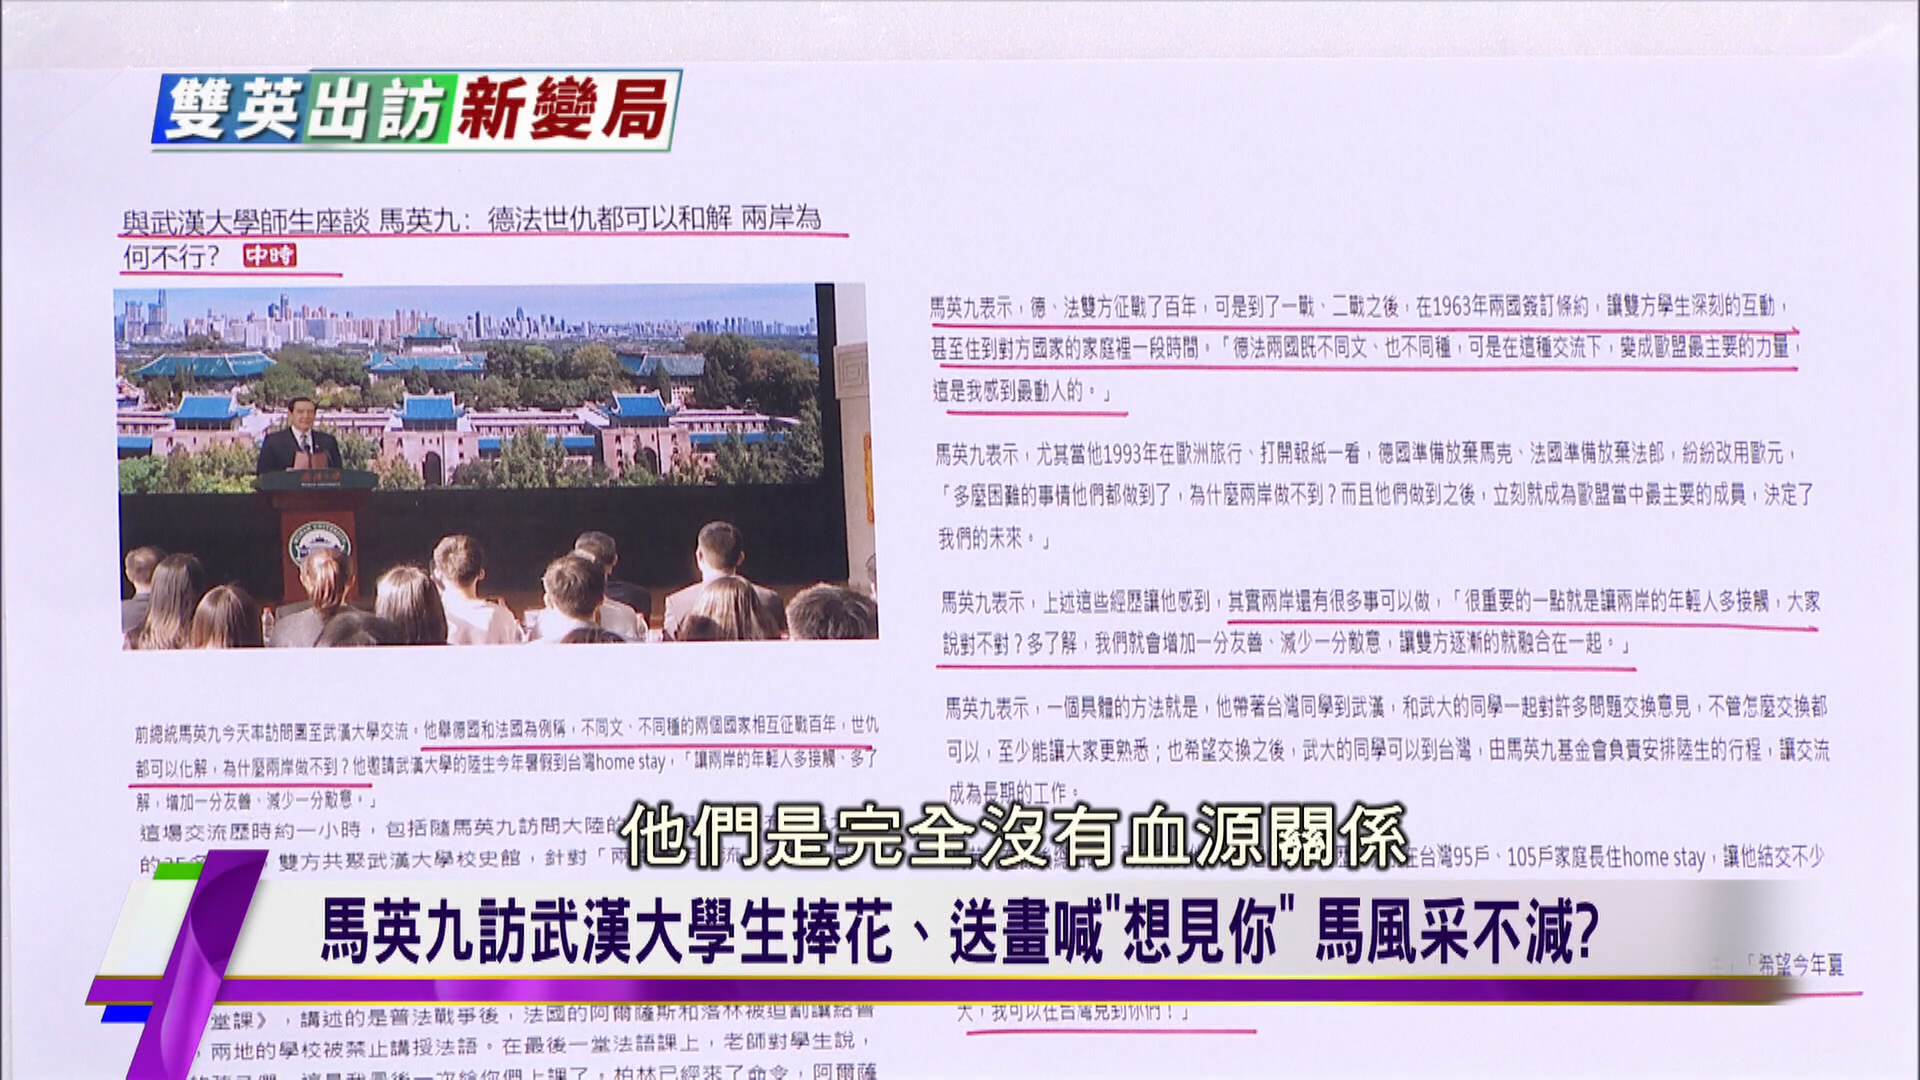 雙英出訪新變局
與武漢大學師生座談 馬英九：德法世仇都可以和解 兩岸為
何不行？ 中時
前總統馬英九今天率訪問團至武漢大學交流。他舉德國和法國為例稱，不同文、不同種的兩個國家相互征戰百年，世仇
都可以化解，為什麼兩岸做不到？他邀請武漢大學的陸生今年暑假到台灣home stay，「讓兩岸的年輕人多接觸、多了
解，增加一分友善、減少一分敵意。」
這場交流歷時約一小時，包括隨馬英九訪問大陸的
雙方共聚武漢大學校史館，針對「兩
堂課》，講述的是普法戰爭後，法國的阿爾薩斯和洛林被迫割讓給普
，兩地的學校被禁止講授法語。在最後一堂法語課上，老師對學生說，
這是我最後一次給你們上課了。柏林已經來了命令，阿爾薩
馬英九表示，德、法雙方征戰了百年，可是到了一戰、二戰之後，在1963年兩國簽訂條約，讓雙方學生深刻的互動，
甚至住到對方國家的家庭裡一段時間。「德法兩國既不同文、也不同種，可是在這種交流下，變成歐盟最主要的力量，
這是我感到最動人的。」
馬英九表示，尤其當他1993年在歐洲旅行、打開報紙一看，德國準備放棄馬克、法國準備放棄法郎，紛紛改用歐元，
「多麼困難的事情他們都做到了，為什麼兩岸做不到？而且他們做到之後，立刻就成為歐盟當中最主要的成員，決定了
我們的未來。」
馬英九表示，上述這些經歷讓他感到，其實兩岸還有很多事可以做，「很重要的一點就是讓兩岸的年輕人多接觸，大家
說對不對？多了解，我們就會增加一分友善、減少一分敵意，讓雙方逐漸的就融合在一起。」
馬英九表示，一個具體的方法就是，他帶著台灣同學到武漢，和武大的同學一起對許多問題交換意見，不管怎麼交換都
可以，至少能讓大家更熟悉；也希望交換之後，武大的同學可以到台灣，由馬英九基金會負責安排陸生的行程，讓交流
成為長期的工作。
在台灣95戶、105戶家庭長住home stay，讓他結交不少
「希望今年夏
天，我可以在台灣見到你們！」
他們是完全沒有血源關係
馬英九訪武漢大學生捧花、送畫喊"想見你" 馬風采不減?